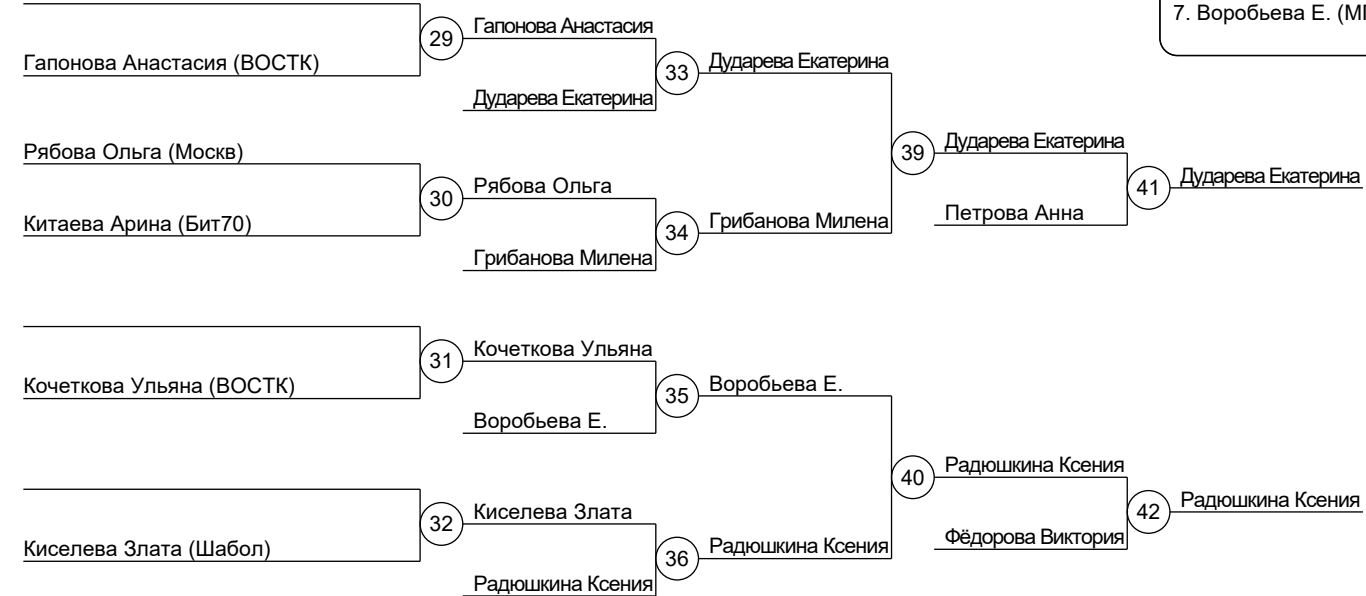 7. Воробьева Е. (МГ
29
Гапонова Анастасия
Гапонова Анастасия (ВОСТК)
33
Дударева Екатерина
Дударева Екатерина
Рябова Ольга (Москв)
39
Дударева Екатерина
41
Дударева Екатерина
30
Рябова Ольга
Китаева Арина (Бит70)
34
Грибанова Милена
Петрова Анна
Грибанова Милена
31
Кочеткова Ульяна
Кочеткова Ульяна (ВОСТК)
35
Воробьева Е.
Воробьева Е.
40
Радюшкина Ксения
42
Радюшкина Ксения
32
Киселева Злата
Фёдорова Виктория
Киселева Злата (Шабол)
36
Радюшкина Ксения
Радюшкина Ксения